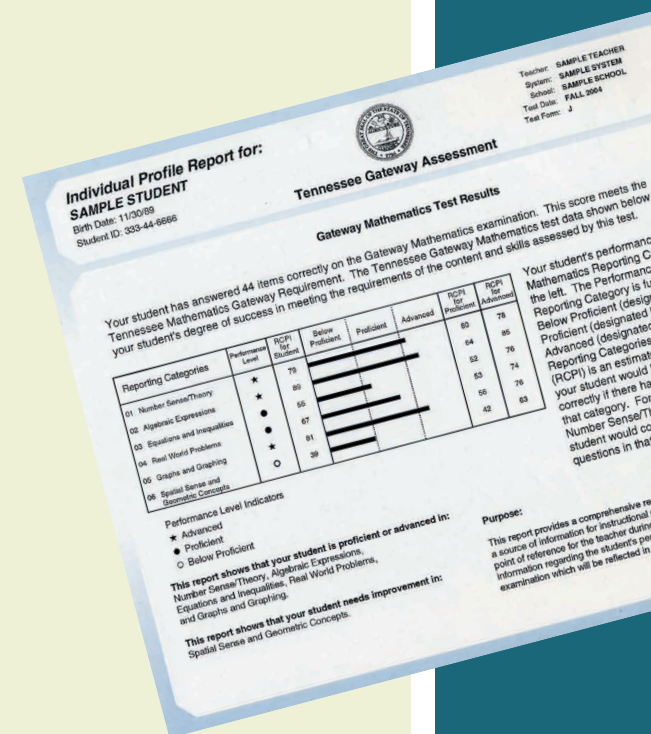 Teacher: SAMPLE TEACHER
System: SAMPLE SYSTEM
School: SAMPLE SCHOOL
Test Date: FALL 2004
Test Form: J
Individual Profile Report for:
SAMPLE STUDENT
Birth Date: 11/30/89
Student ID: 333-44-6666
Tennessee Gateway Assessment
Gateway Mathematics Test Results
Your student has answered 44 items correctly on the Gateway Mathematics examination. This score meets the
Tennessee Mathematics Gateway Requirement. The Tennessee Gateway Mathematics test data shown below
your student's degree of success in meeting the requirements of the content and skills assessed by this test.
Reporting Categories Performance Level RCPI for Student Below Proficient Proficient Advanced RCPI for Proficient RCPI for Advanced
01 Number Sense/Theory ★ 79 60 78
02 Algebraic Expressions ★ 89 64 85
03 Equations and Inequalities ● 55 52 76
04 Real World Problems ● 67 53 74
05 Graphs and Graphing ★ 81 56 76
06 Spatial Sense and Geometric Concepts ○ 39 42 63
Your student's performanc
Mathematics Reporting C
the left. The Performanc
Reporting Category is fu
Below Proficient (desig
Proficient (designated
Advanced (designated
Reporting Categories
(RCPI) is an estimate
your student would
correctly if there ha
that category. For
Number Sense/Th
student would co
questions in that
Performance Level Indicators
★ Advanced
● Proficient
○ Below Proficient
This report shows that your student is proficient or advanced in:
Number Sense/Theory, Algebraic Expressions,
Equations and Inequalities, Real World Problems,
and Graphs and Graphing.
This report shows that your student needs improvement in:
Spatial Sense and Geometric Concepts.
Purpose:
This report provides a comprehensive re
a source of information for instructional
point of reference for the teacher during
information regarding the student's per
examination which will be reflected in